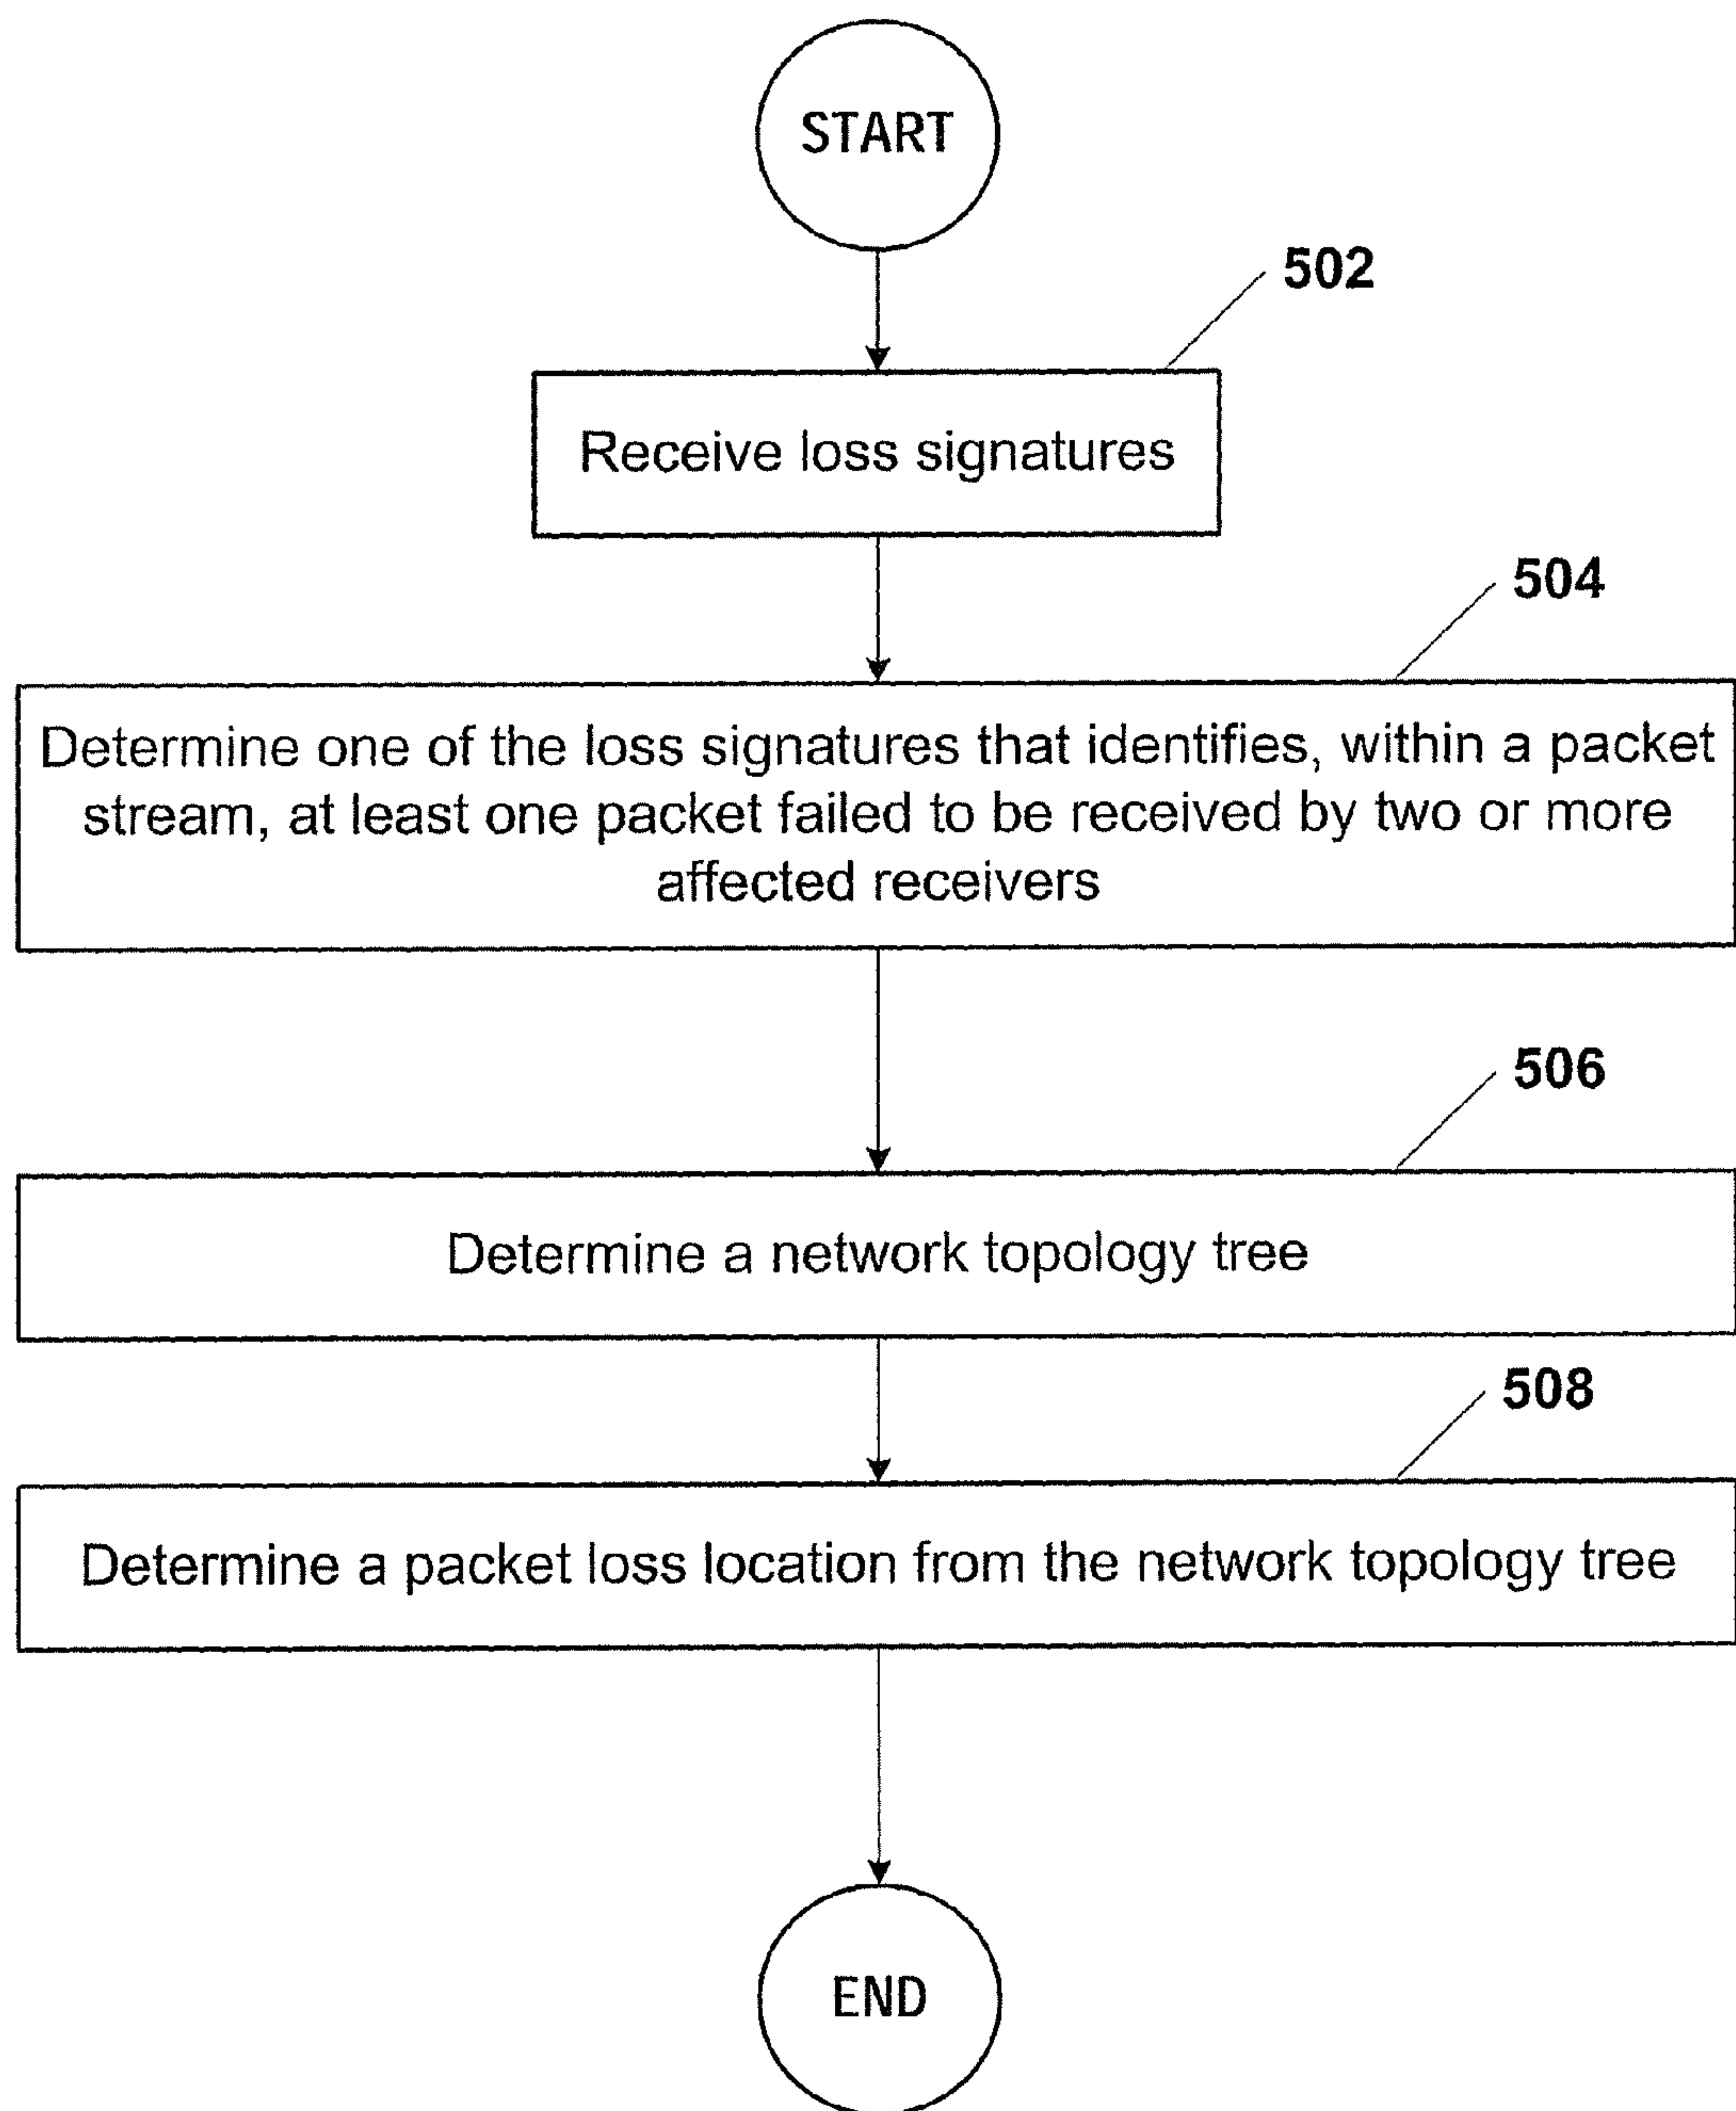 START
502
Receive loss signatures
504
Determine one of the loss signatures that identifies, within a packet
stream, at least one packet failed to be received by two or more
affected receivers
506
Determine a network topology tree
508
Determine a packet loss location from the network topology tree
END